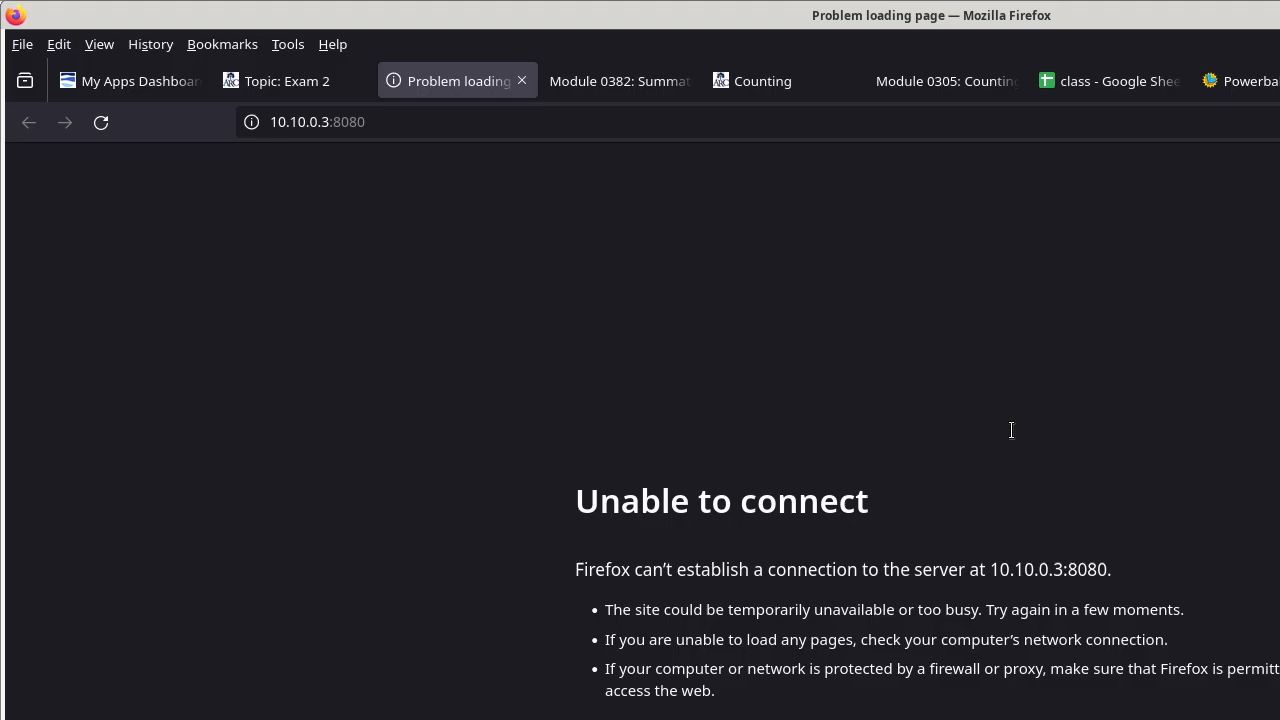 Problem loading page — Mozilla Firefox
File Edit View History Bookmarks Tools Help
My Apps Dashboar Topic: Exam 2 Problem loading Module 0382: Summat Counting Module 0305: Counting class - Google Shee Powerba
10.10.0.3:8080
Unable to connect
Firefox can’t establish a connection to the server at 10.10.0.3:8080.
• The site could be temporarily unavailable or too busy. Try again in a few moments.
• If you are unable to load any pages, check your computer’s network connection.
• If your computer or network is protected by a firewall or proxy, make sure that Firefox is permitt
access the web.